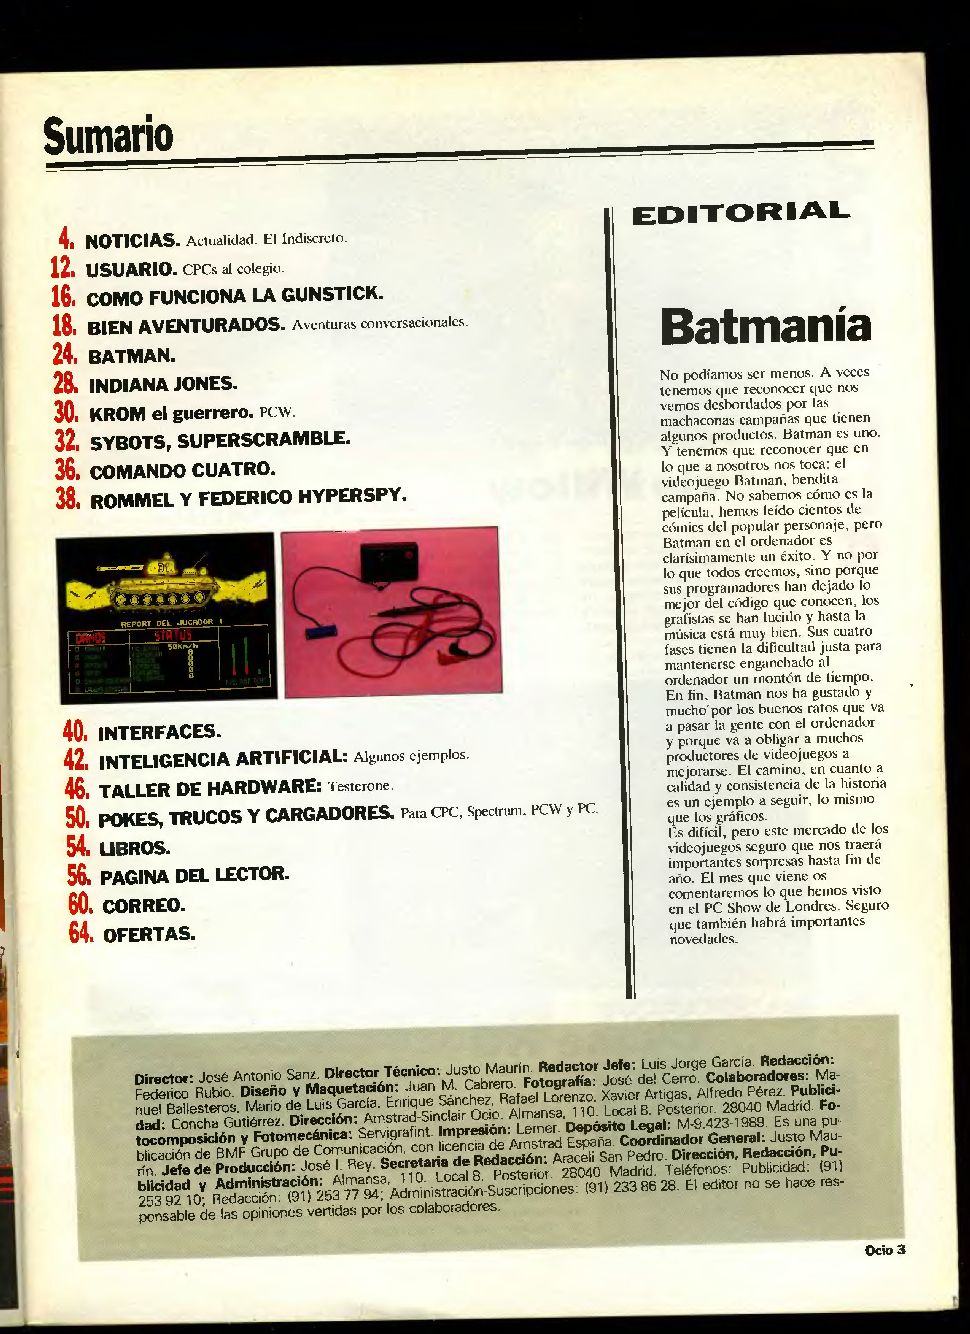 Sumario
4. NOTICIAS. Actualidad. El Indiscreto.
12. USUARIO. CPCs al colegio.
16. COMO FUNCIONA LA GUNSTICK.
18. BIEN AVENTURADOS. Aventuras conversacionales.
24. BATMAN.
28. INDIANA JONES.
30. KROM el guerrero. PCW.
32. SYBOTS, SUPERSCRAMBLE.
36. COMANDO CUATRO.
38. ROMMEL Y FEDERICO HYPERSPY.
REPORT DEL JUGADOR 1
DAMOS STATUS
50Km/h
0
0
0
0
0
40. INTERFACES.
42. INTELIGENCIA ARTIFICIAL: Algunos ejemplos.
46. TALLER DE HARDWARE: Testerone.
50. POKES, TRUCOS Y CARGADORES. Para CPC, Spectrum, PCW y PC.
54. LIBROS.
56. PAGINA DEL LECTOR.
60. CORREO.
64. OFERTAS.
EDITORIAL
Batmanía
No podíamos ser menos. A veces
tenemos que reconocer que nos
vemos desbordados por las
machaconas campañas que tienen
algunos productos. Batman es uno.
Y tenemos que reconocer que en
lo que a nosotros nos toca: el
videojuego Batman, bendita
campaña. No sabemos cómo es la
película, hemos leído cientos de
cómics del popular personaje, pero
Batman en el ordenador es
clarísimamente un éxito. Y no por
lo que todos creemos, sino porque
sus programadores han dejado lo
mejor del código que conocen, los
grafistas se han lucido y hasta la
música está muy bien. Sus cuatro
fases tienen la dificultad justa para
mantenerse enganchado al
ordenador un montón de tiempo.
En fin, Batman nos ha gustado y
mucho por los buenos ratos que va
a pasar la gente con el ordenador
y porque va a obligar a muchos
productores de videojuegos a
mejorarse. El camino, en cuanto a
calidad y consistencia de la historia
es un ejemplo a seguir, lo mismo
que los gráficos.
Es difícil, pero este mercado de los
videojuegos seguro que nos traerá
importantes sorpresas hasta fin de
año. El mes que viene os
comentaremos lo que hemos visto
en el PC Show de Londres. Seguro
que también habrá importantes
novedades.
Director: José Antonio Sanz. Director Técnico: Justo Maurín. Redactor Jefe: Luis Jorge García. Redacción:
Federico Rubio. Diseño y Maquetación: Juan M. Cabrero. Fotografía: José del Cerro. Colaboradores: Ma-
nuel Ballesteros, Mario de Luis García, Enrique Sánchez, Rafael Lorenzo, Xavier Artigas, Alfredo Pérez. Publici-
dad: Concha Gutiérrez. Dirección: Amstrad-Sinclair Ocio. Almansa, 110. Local 8. Posterior. 28040 Madrid. Fo-
tocomposición y Fotomecánica: Servigrafint. Impresión: Lerner. Depósito Legal: M-9.423-1989. Es una pu-
blicación de BMF Grupo de Comunicación, con licencia de Amstrad España. Coordinador General: Justo Mau-
rín. Jefe de Producción: José I. Rey. Secretaria de Redacción: Araceli San Pedro. Dirección, Redacción, Pu-
blicidad y Administración: Almansa, 110. Local 8. Posterior. 28040 Madrid. Teléfonos: Publicidad: (91)
253 92 10; Redacción: (91) 253 77 94; Administración-Suscripciones: (91) 233 86 28. El editor no se hace res-
ponsable de las opiniones vertidas por los colaboradores.
Ocio 3